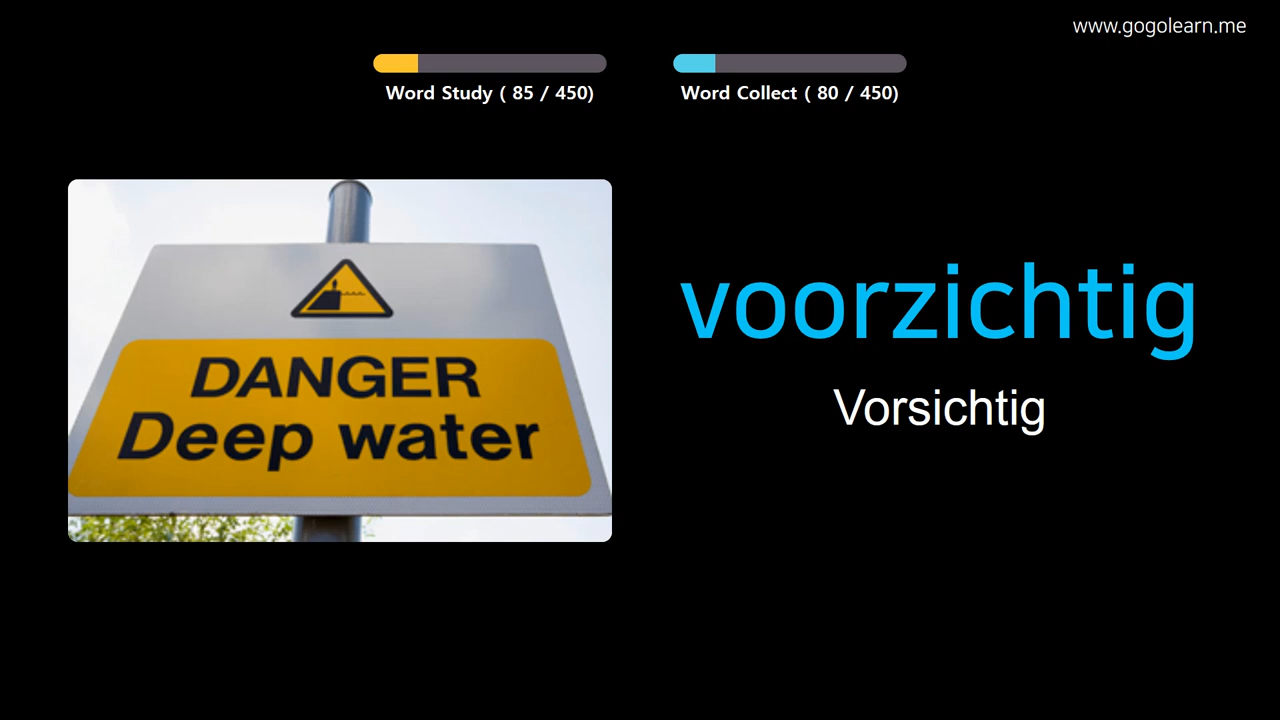 www.gogolearn.me
Word Study ( 85 / 450)
Word Collect ( 80 / 450)
DANGER
Deep water
voorzichtig
Vorsichtig